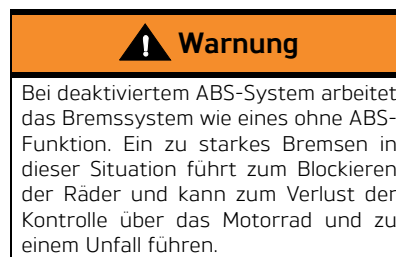 Warnung
Bei deaktiviertem ABS-System arbeitet
das Bremssystem wie eines ohne ABS-
Funktion. Ein zu starkes Bremsen in
dieser Situation führt zum Blockieren
der Räder und kann zum Verlust der
Kontrolle über das Motorrad und zu
einem Unfall führen.